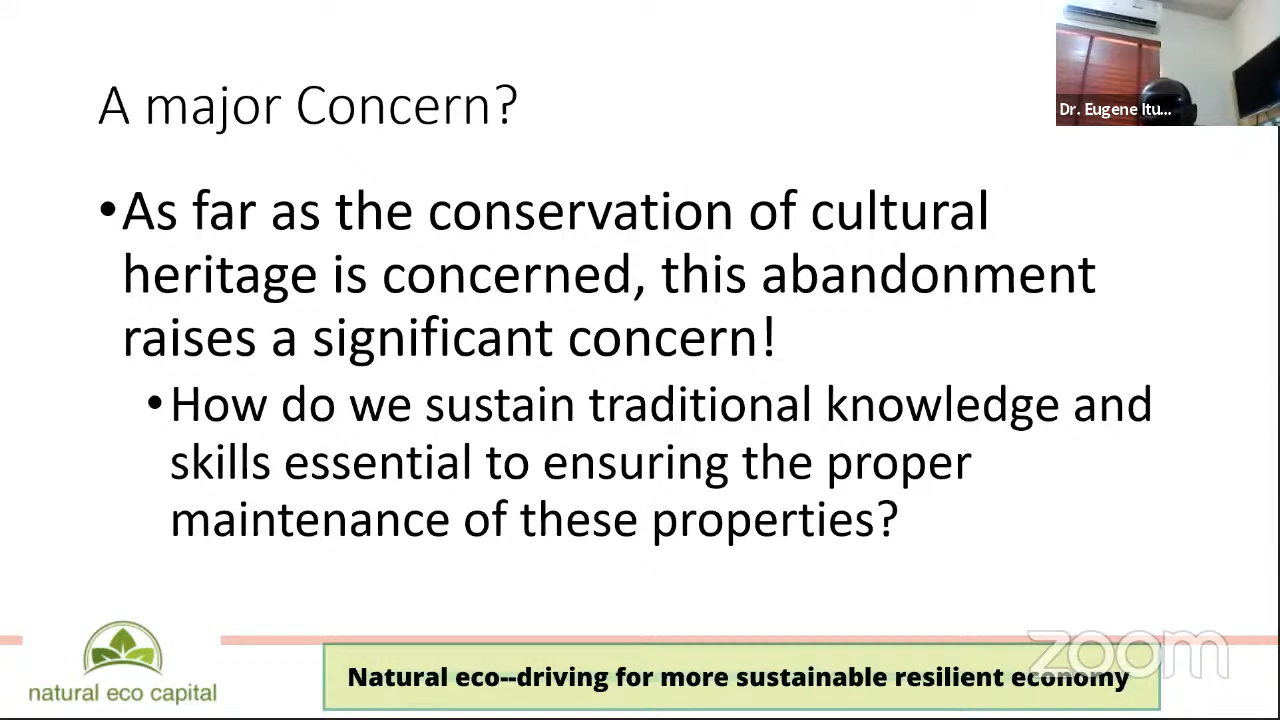 A major Concern?
Dr. Eugene Itu...
•As far as the conservation of cultural
heritage is concerned, this abandonment
raises a significant concern!
•How do we sustain traditional knowledge and
skills essential to ensuring the proper
maintenance of these properties?
natural eco capital
Natural eco--driving for more sustainable resilient economy
zoom